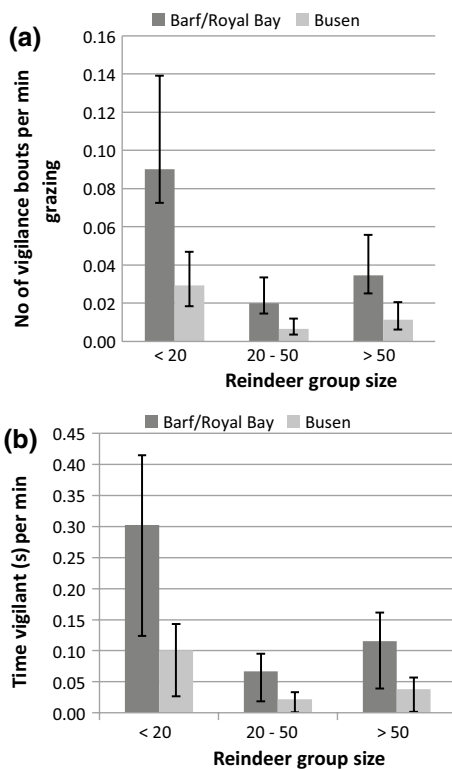 (a)
Barf/Royal Bay Busen
0.16
0.14
0.12
0.10
0.08
0.06
0.04
0.02
0.00
No of vigilance bouts per min
grazing
< 20 20 - 50 > 50
Reindeer group size
(b)
Barf/Royal Bay Busen
0.45
0.40
0.35
0.30
0.25
0.20
0.15
0.10
0.05
0.00
Time vigilant (s) per min
< 20 20 - 50 > 50
Reindeer group size